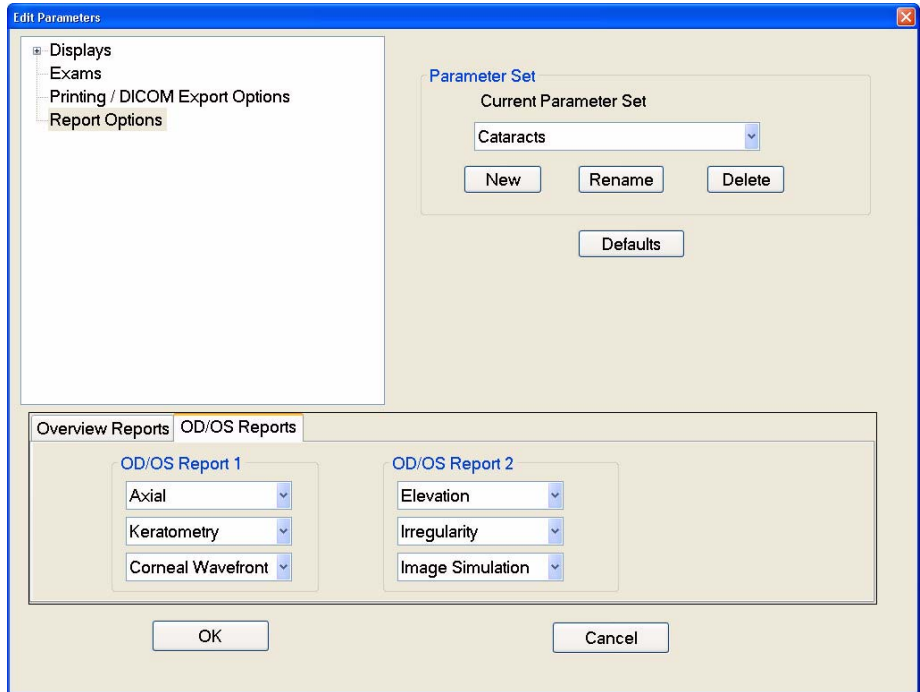 Edit Parameters
Displays
Exams
Printing / DICOM Export Options
Report Options
Parameter Set
Current Parameter Set
Cataracts
New Rename Delete
Defaults
Overview Reports OD/OS Reports
OD/OS Report 1
Axial
Keratometry
Corneal Wavefront
OD/OS Report 2
Elevation
Irregularity
Image Simulation
OK Cancel